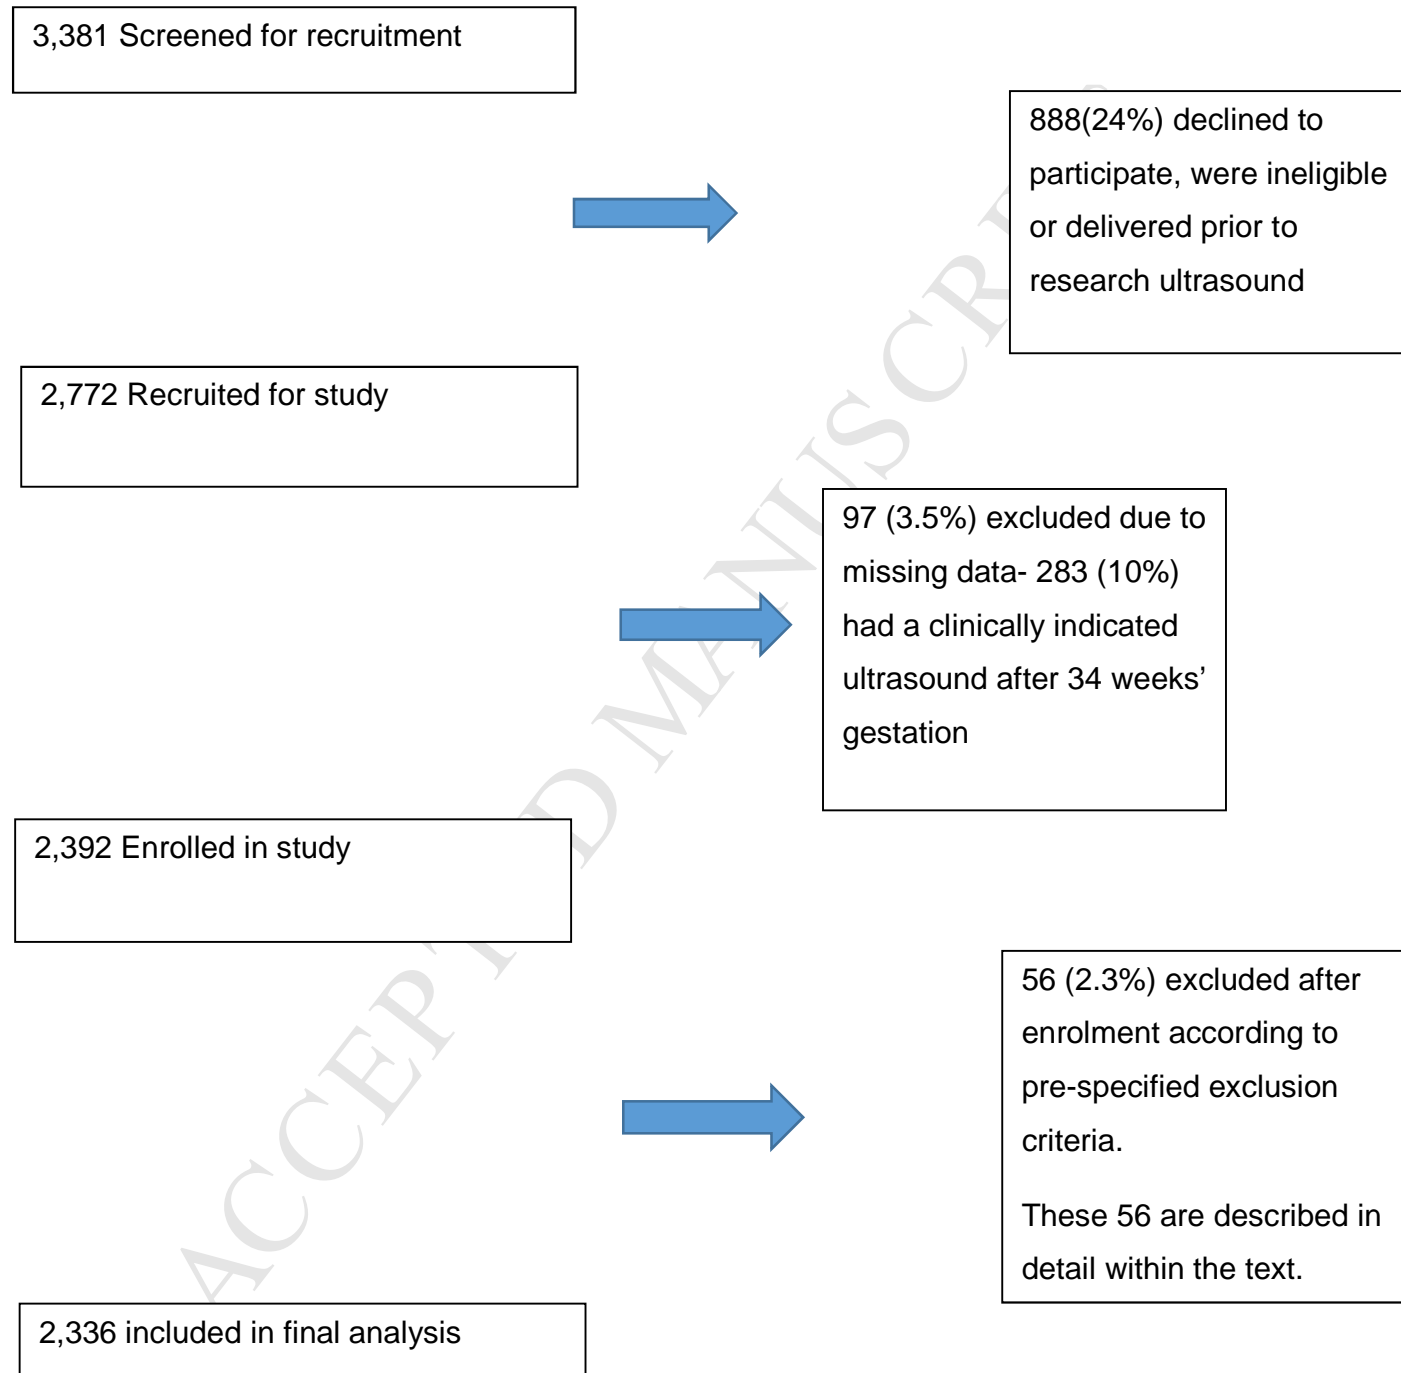 3,381 Screened for recruitment
888(24%) declined to
participate, were ineligible
or delivered prior to
research ultrasound
2,772 Recruited for study
97 (3.5%) excluded due to
missing data- 283 (10%)
had a clinically indicated
ultrasound after 34 weeks’
gestation
2,392 Enrolled in study
56 (2.3%) excluded after
enrolment according to
pre-specified exclusion
criteria.
These 56 are described in
detail within the text.
2,336 included in final analysis
ACCEPTED MANUSCRIPT